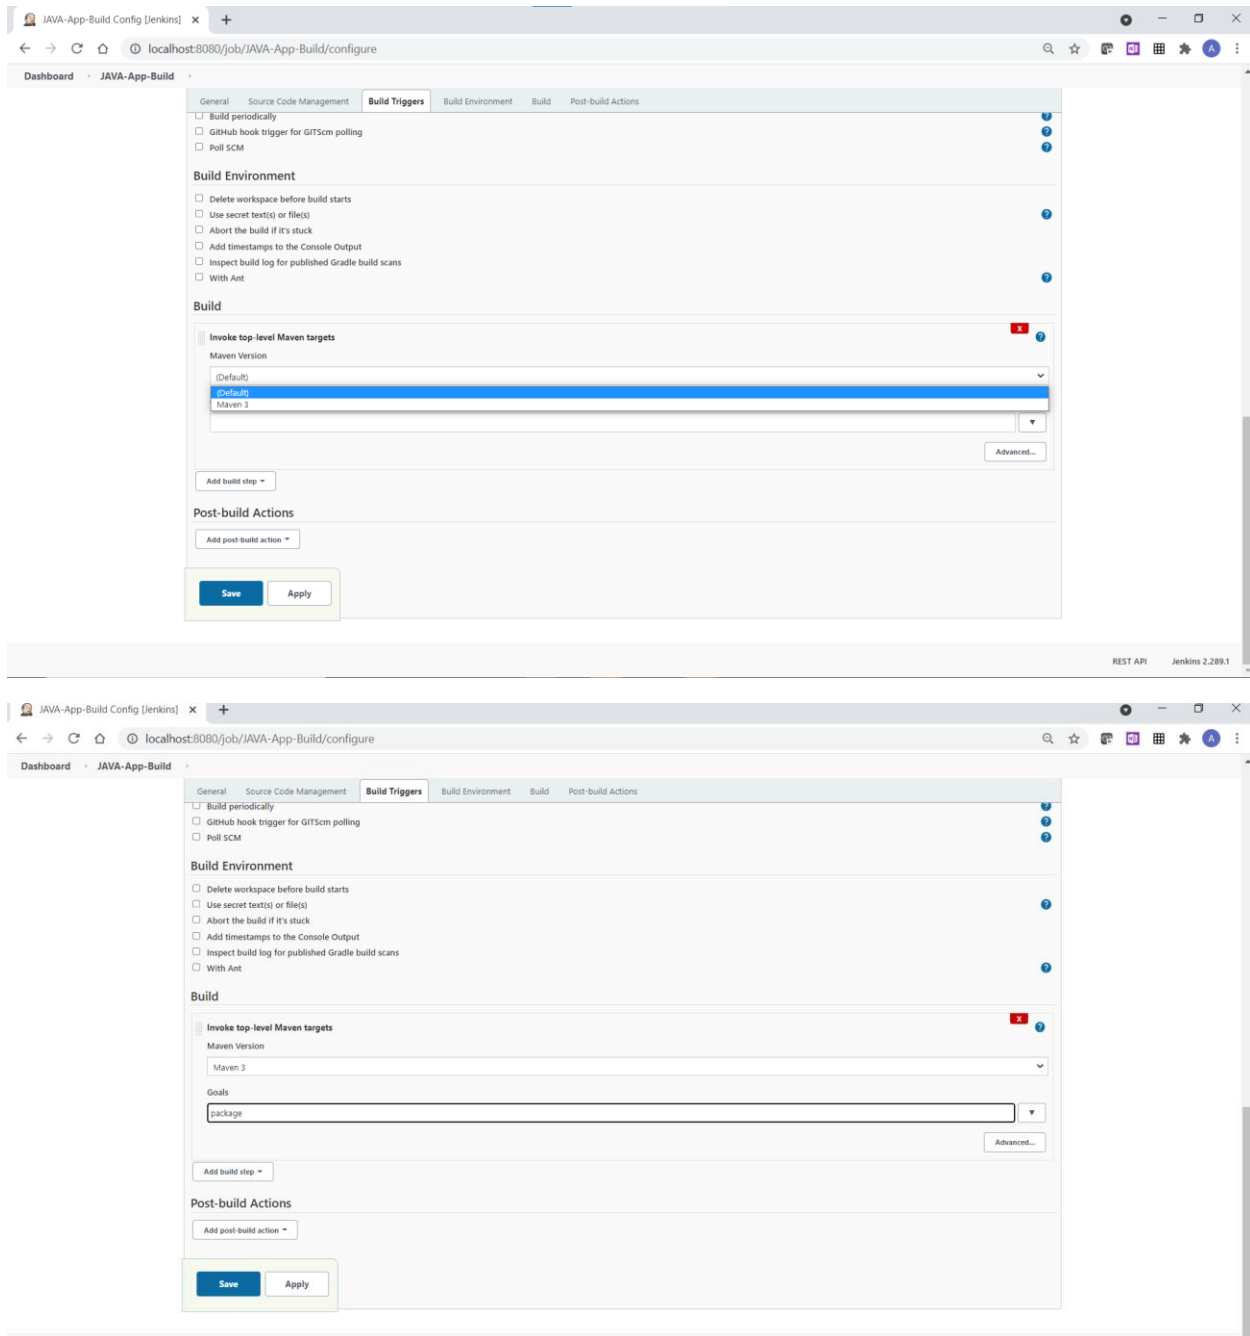 JAVA-App-Build Config [Jenkins]
localhost:8080/job/JAVA-App-Build/configure
A
Dashboard JAVA-App-Build
General Source Code Management Build Triggers Build Environment Build Post-build Actions
Build periodically
GitHub hook trigger for GITScm polling
Poll SCM
Build Environment
Delete workspace before build starts
Use secret text(s) or file(s)
Abort the build if it's stuck
Add timestamps to the Console Output
Inspect build log for published Gradle build scans
With Ant
Build
X
Invoke top-level Maven targets
Maven Version
(Default)
(Default)
Maven 3
Advanced...
Add build step
Post-build Actions
Add post-build action
Save Apply
REST API Jenkins 2.289.1
JAVA-App-Build Config [Jenkins]
localhost:8080/job/JAVA-App-Build/configure
A
Dashboard JAVA-App-Build
General Source Code Management Build Triggers Build Environment Build Post-build Actions
Build periodically
GitHub hook trigger for GITScm polling
Poll SCM
Build Environment
Delete workspace before build starts
Use secret text(s) or file(s)
Abort the build if it's stuck
Add timestamps to the Console Output
Inspect build log for published Gradle build scans
With Ant
Build
X
Invoke top-level Maven targets
Maven Version
Maven 3
Goals
package
Advanced...
Add build step
Post-build Actions
Add post-build action
Save Apply